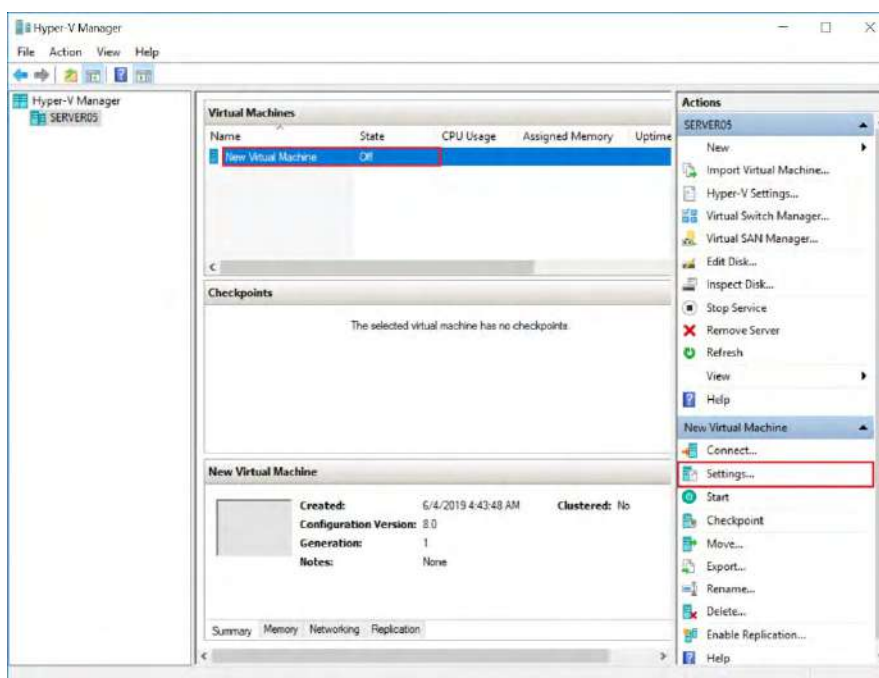 Hyper-V Manager
File Action View Help
Hyper-V Manager
SERVER05
Virtual Machines
Name State CPU Usage Assigned Memory Uptime
New Virtual Machine Off
Checkpoints
The selected virtual machine has no checkpoints.
New Virtual Machine
Created: 6/4/2019 4:43:48 AM Clustered: No
Configuration Version: 8.0
Generation: 1
Notes: None
Summary Memory Networking Replication
Actions
SERVER05
New
Import Virtual Machine...
Hyper-V Settings...
Virtual Switch Manager...
Virtual SAN Manager...
Edit Disk...
Inspect Disk...
Stop Service
Remove Server
Refresh
View
Help
New Virtual Machine
Connect...
Settings...
Start
Checkpoint
Move...
Export...
Rename...
Delete...
Enable Replication...
Help